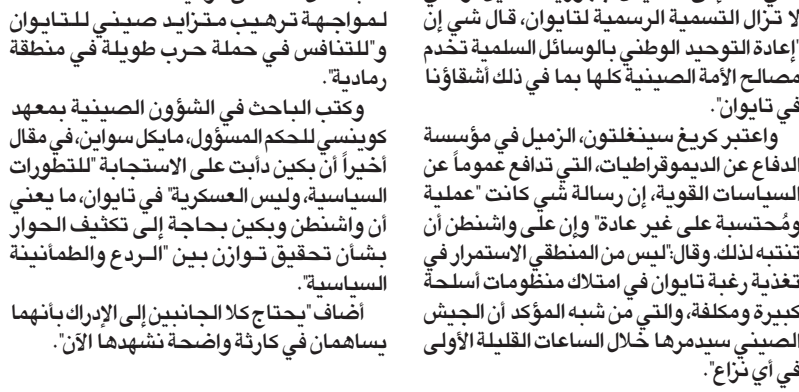 لا تزال التسمية الرسمية لتايوان، قال شي إن
"إعادة التوحيد الوطني بالوسائل السلمية تخدم
مصالح الأمة الصينية كلها بما في ذلك أشقاؤنا
في تايوان".
واعتبر كريغ سينغلتون، الزميل في مؤسسة
الدفاع عن الديموقراطيات، التي تدافع عموماً عن
السياسات القوية، إن رسالة شي كانت "عملية
ومُحتسبة على غير عادة" وإن على واشنطن أن
تنتبه لذلك. وقال:"ليس من المنطقي الاستمرار في
تغذية رغبة تايوان في امتلاك منظومات أسلحة
كبيرة ومكلفة، والتي من شبه المؤكد أن الجيش
الصيني سيدمرها خلال الساعات القليلة الأولى
في أي نزاع".
لمواجهة ترهيب متزايد صيني للتايوان
و"للتنافس في حملة حرب طويلة في منطقة
رمادية".
وكتب الباحث في الشؤون الصينية بمعهد
كوينسي للحكم المسؤول، مايكل سواين، في مقال
أخيراً أن بكين دأبت على الاستجابة "للتطورات
السياسية، وليس العسكرية" في تايوان، ما يعني
أن واشنطن وبكين بحاجة إلى تكثيف الحوار
بشأن تحقيق توازن بين "الردع والطمأنينة
السياسية".
أضاف "يحتاج كلا الجانبين إلى الإدراك بأنهما
يساهمان في كارثة واضحة نشهدها الآن".